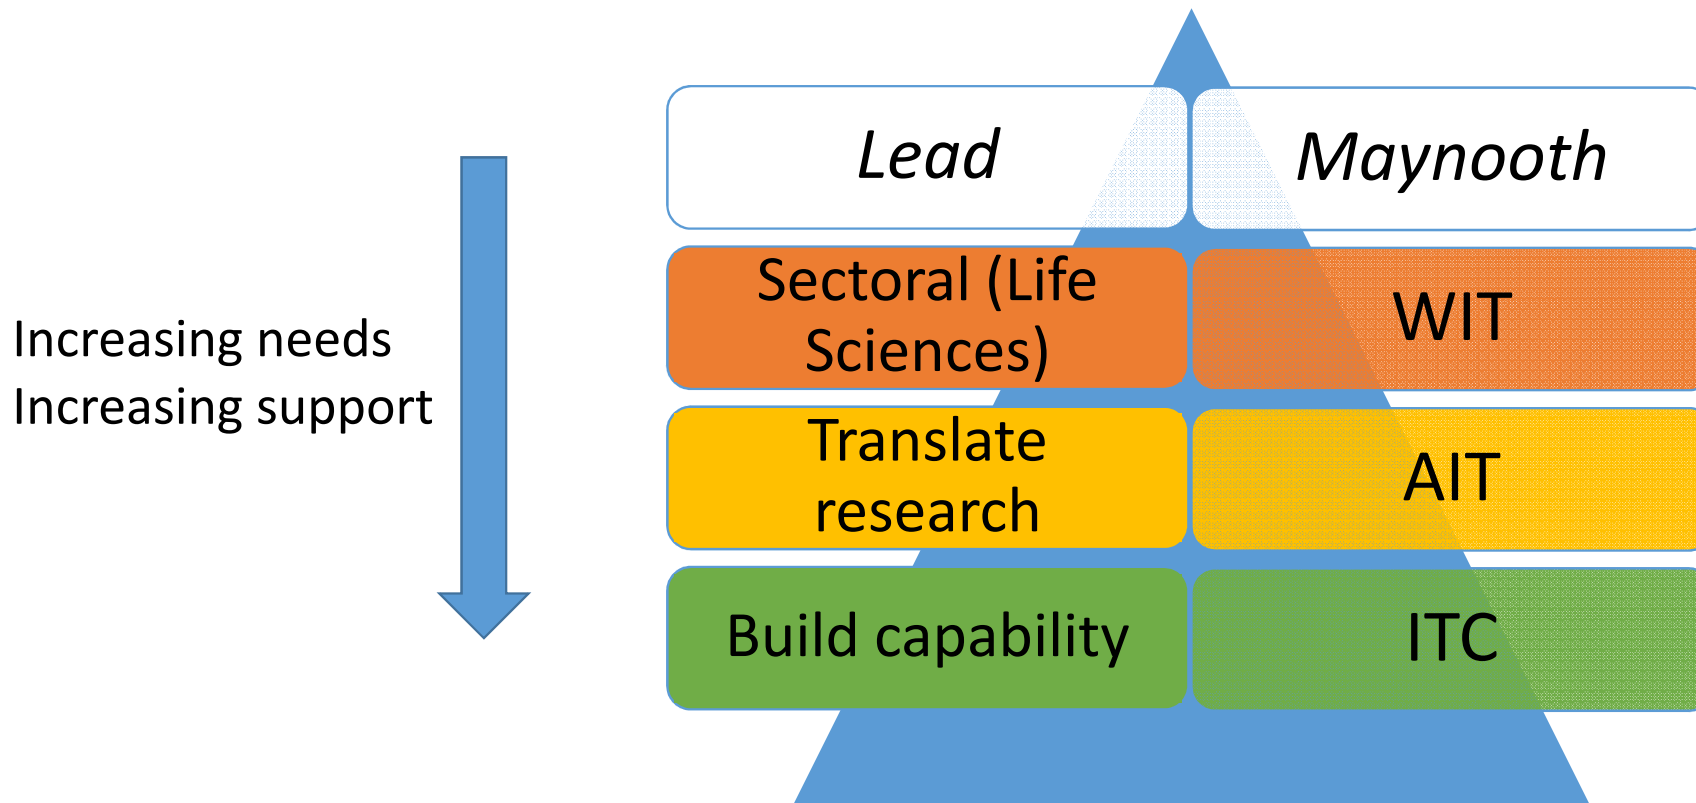 Increasing needs
Increasing support
Lead
Maynooth
Sectoral (Life
Sciences)
WIT
Translate
research
AIT
Build capability
ITC